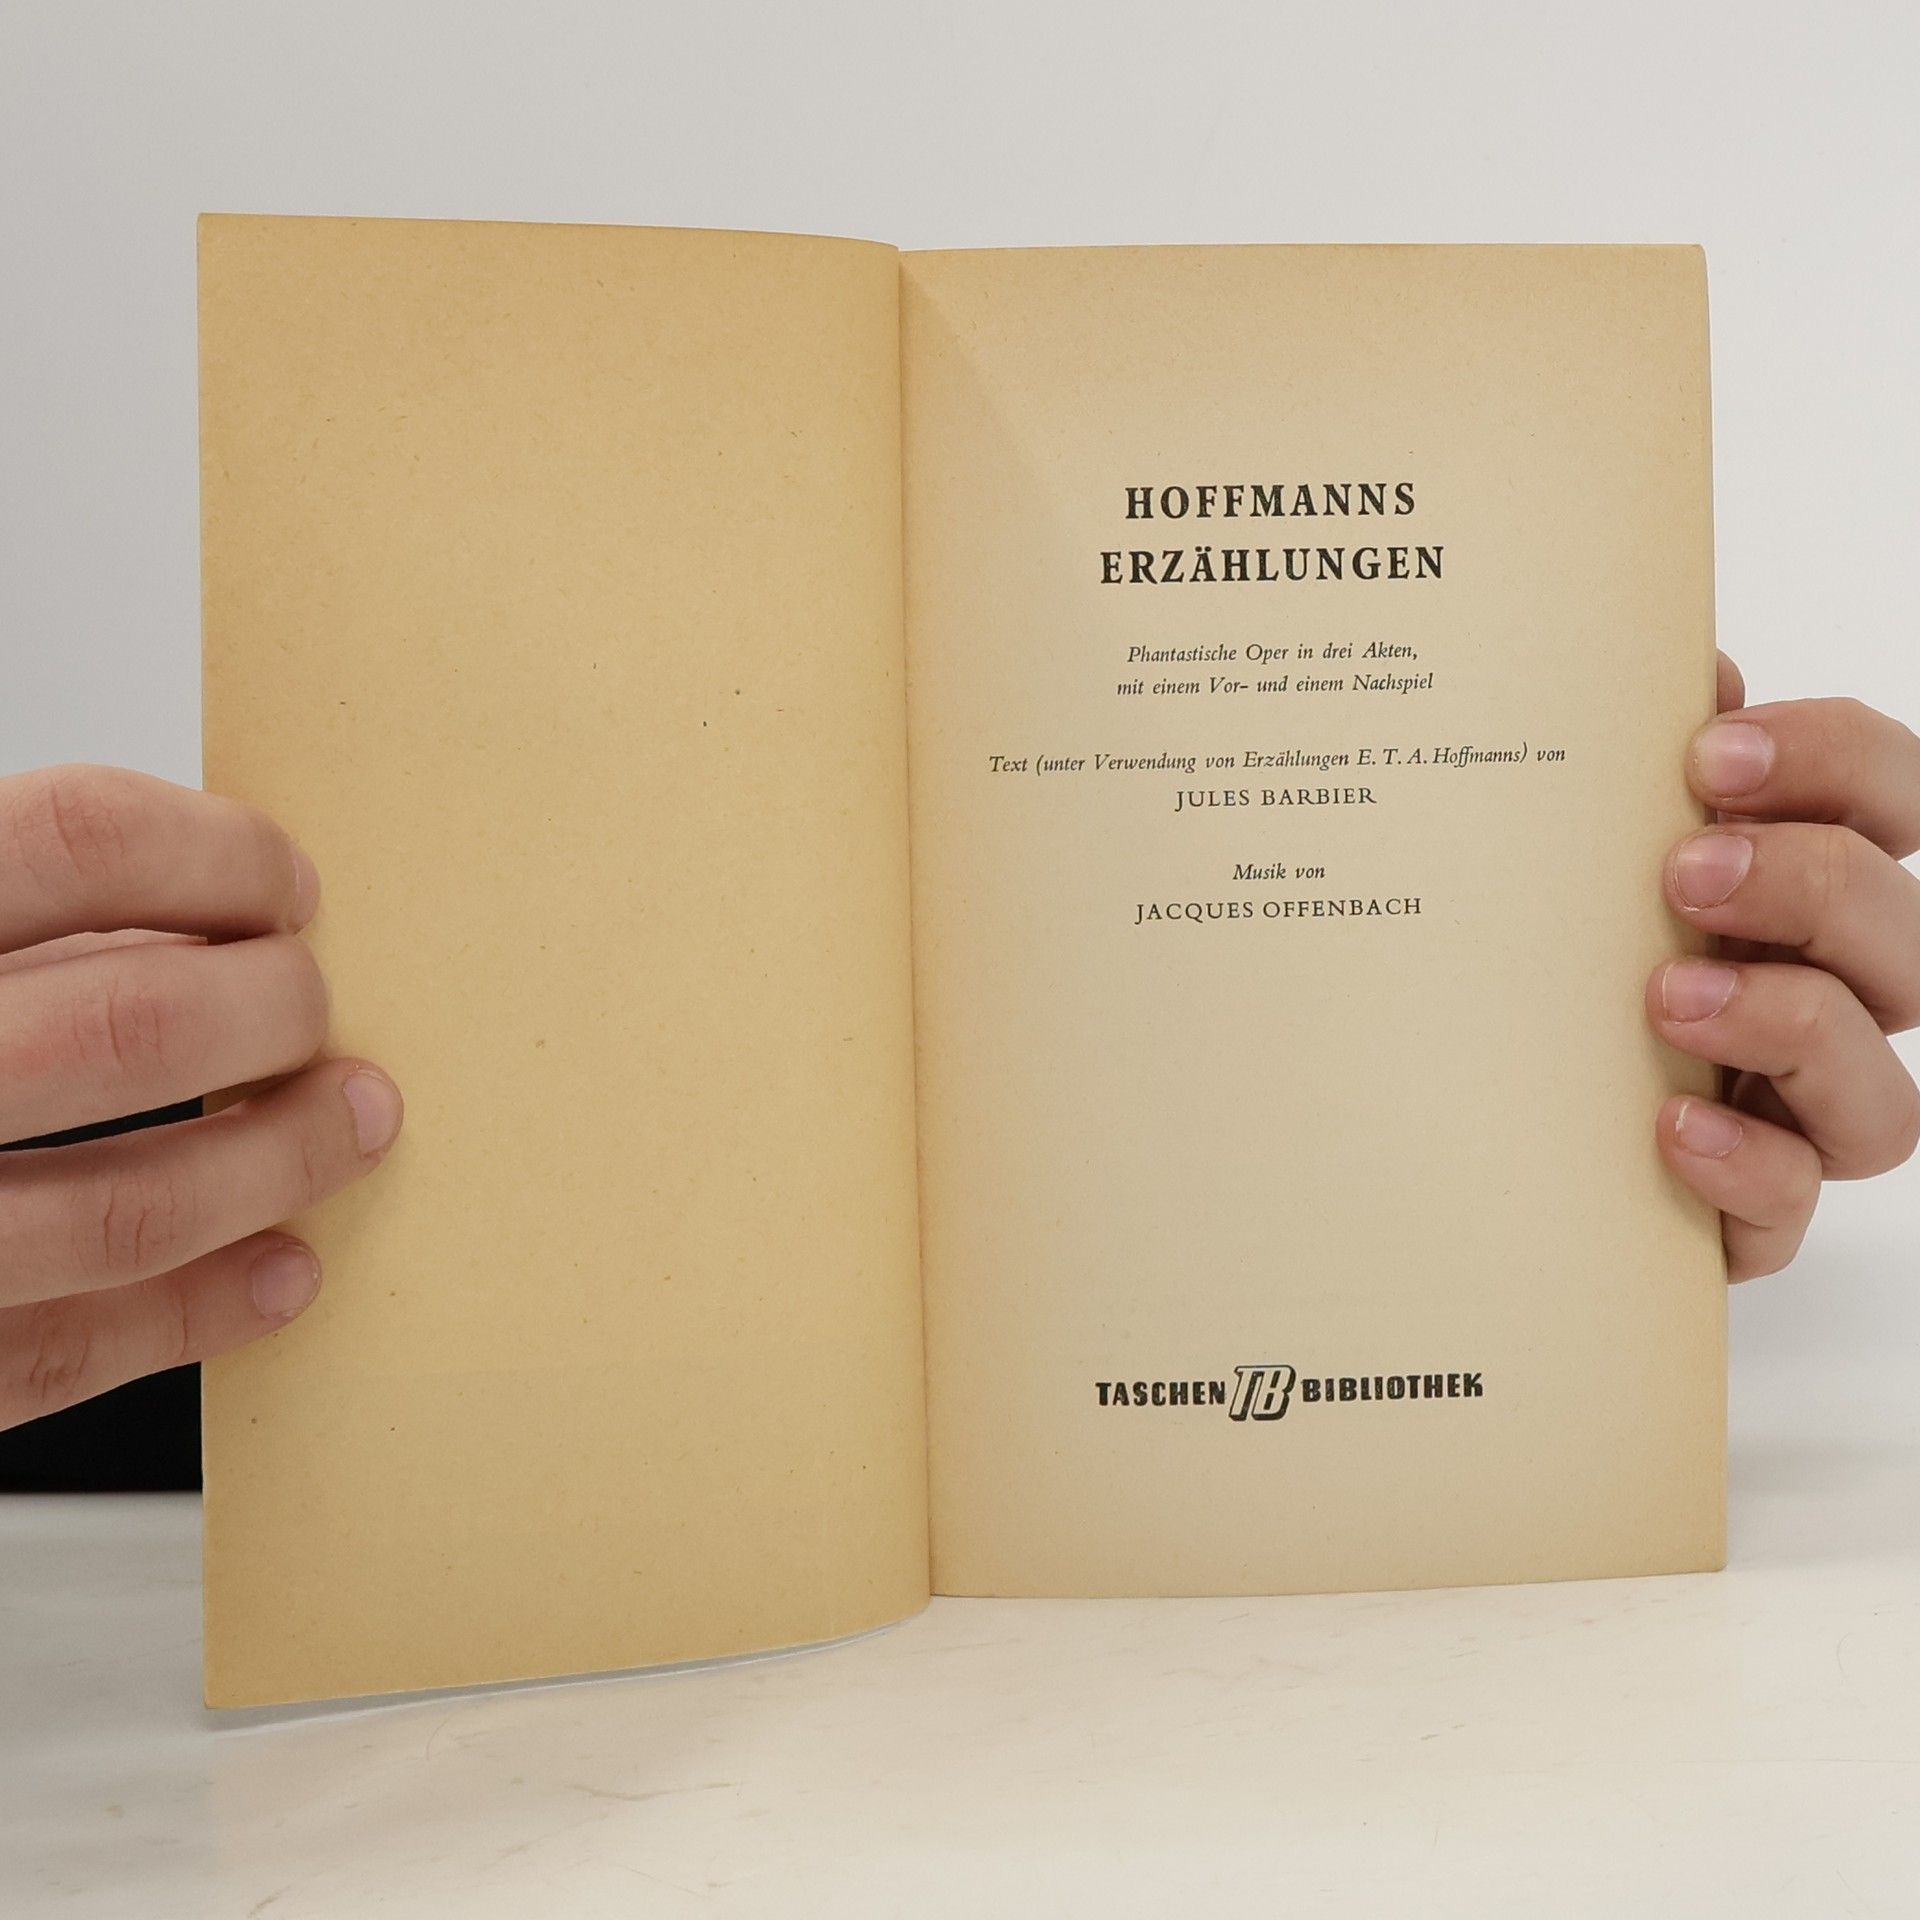 HOFFMANNS
ERZÄHLUNGEN
Phantastische Oper in drei Akten,
mit einem Vor- und einem Nachspiel
Text (unter Verwendung von Erzählungen E. T. A. Hoffmanns) von
JULES BARBIER
Musik von
JACQUES OFFENBACH
TASCHEN TB BIBLIOTHEK